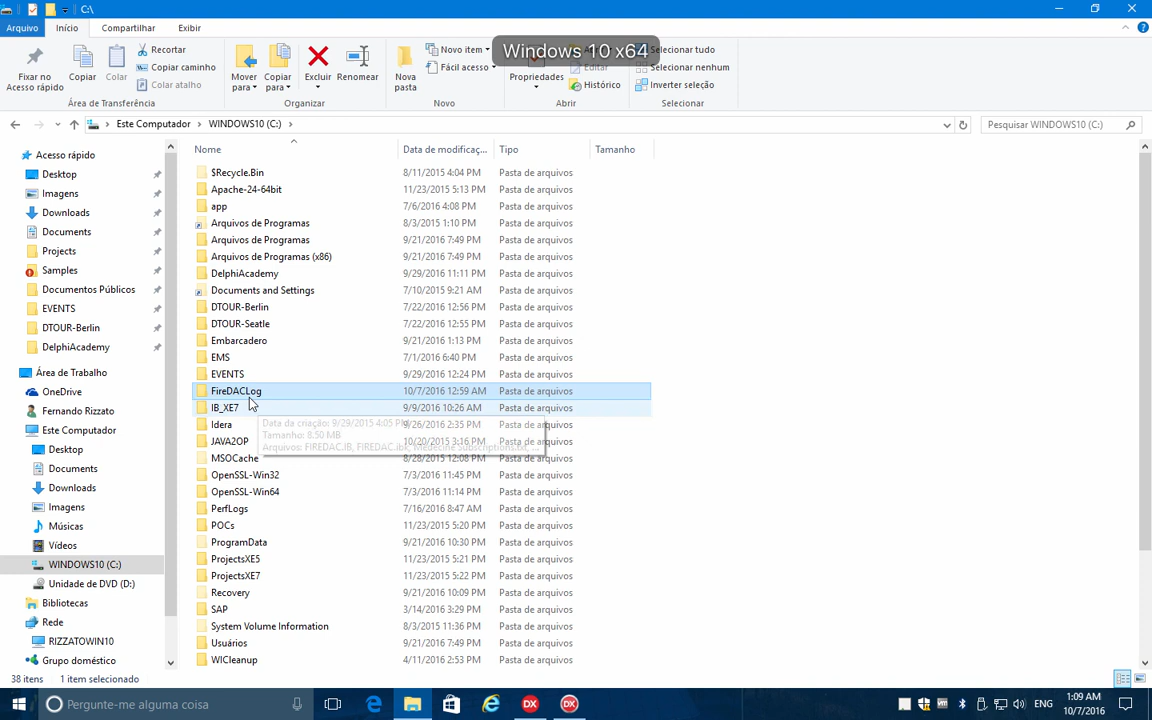 C:\
Arquivo Início Compartilhar Exibir
Windows 10 x64
Fixar no Acesso rápido
Copiar
Colar
Recortar
Copiar caminho
Colar atalho
Área de Transferência
Mover para
Copiar para
Excluir
Renomear
Organizar
Nova pasta
Novo item
Fácil acesso
Novo
Propriedades
Editar
Histórico
Abrir
Selecionar tudo
Selecionar nenhum
Inverter seleção
Selecionar
Este Computador WINDOWS10 (C:)
Pesquisar WINDOWS10 (C:)
Acesso rápido
Desktop
Imagens
Downloads
Documents
Projects
Samples
Documentos Públicos
EVENTS
DTOUR-Berlin
DelphiAcademy
Área de Trabalho
OneDrive
Fernando Rizzato
Este Computador
Desktop
Documents
Downloads
Imagens
Músicas
Vídeos
WINDOWS10 (C:)
Unidade de DVD (D:)
Bibliotecas
Rede
RIZZATOWIN10
Grupo doméstico
Nome Data de modificaç... Tipo Tamanho
$Recycle.Bin 8/11/2015 4:04 PM Pasta de arquivos
Apache-24-64bit 11/23/2015 5:13 PM Pasta de arquivos
app 7/6/2016 4:08 PM Pasta de arquivos
Arquivos de Programas 8/3/2015 1:10 PM Pasta de arquivos
Arquivos de Programas 9/21/2016 7:49 PM Pasta de arquivos
Arquivos de Programas (x86) 9/21/2016 7:49 PM Pasta de arquivos
DelphiAcademy 9/29/2016 11:11 PM Pasta de arquivos
Documents and Settings 7/10/2015 9:21 AM Pasta de arquivos
DTOUR-Berlin 7/22/2016 12:56 PM Pasta de arquivos
DTOUR-Seatle 7/22/2016 12:55 PM Pasta de arquivos
Embarcadero 9/21/2016 1:13 PM Pasta de arquivos
EMS 7/1/2016 6:40 PM Pasta de arquivos
EVENTS 9/29/2016 12:24 PM Pasta de arquivos
FireDACLog 10/7/2016 12:59 AM Pasta de arquivos
IB_XE7 9/9/2016 10:26 AM Pasta de arquivos
Idera 9/26/2016 2:35 PM Pasta de arquivos
JAVA2OP 10/20/2015 3:16 PM Pasta de arquivos
MSOCache 8/28/2015 12:08 PM Pasta de arquivos
OpenSSL-Win32 7/3/2016 11:45 PM Pasta de arquivos
OpenSSL-Win64 7/3/2016 11:14 PM Pasta de arquivos
PerfLogs 7/16/2016 8:47 AM Pasta de arquivos
POCs 11/23/2015 5:20 PM Pasta de arquivos
ProgramData 9/21/2016 10:30 PM Pasta de arquivos
ProjectsXE5 11/23/2015 5:21 PM Pasta de arquivos
ProjectsXE7 11/23/2015 5:22 PM Pasta de arquivos
Recovery 9/21/2016 10:09 PM Pasta de arquivos
SAP 3/14/2016 3:29 PM Pasta de arquivos
System Volume Information 8/3/2015 11:36 PM Pasta de arquivos
Usuários 9/21/2016 7:49 PM Pasta de arquivos
WICleanup 4/11/2016 2:53 PM Pasta de arquivos
Data da criação: 9/29/2015 4:05 PM
Tamanho: 8.50 MB
Arquivos: FIREDAC.IB, FIREDAC.ibk, Medecine Subscriptions.txt, ...
38 itens 1 item selecionado
Pergunte-me alguma coisa
DX
DX
ENG
1:09 AM
10/7/2016